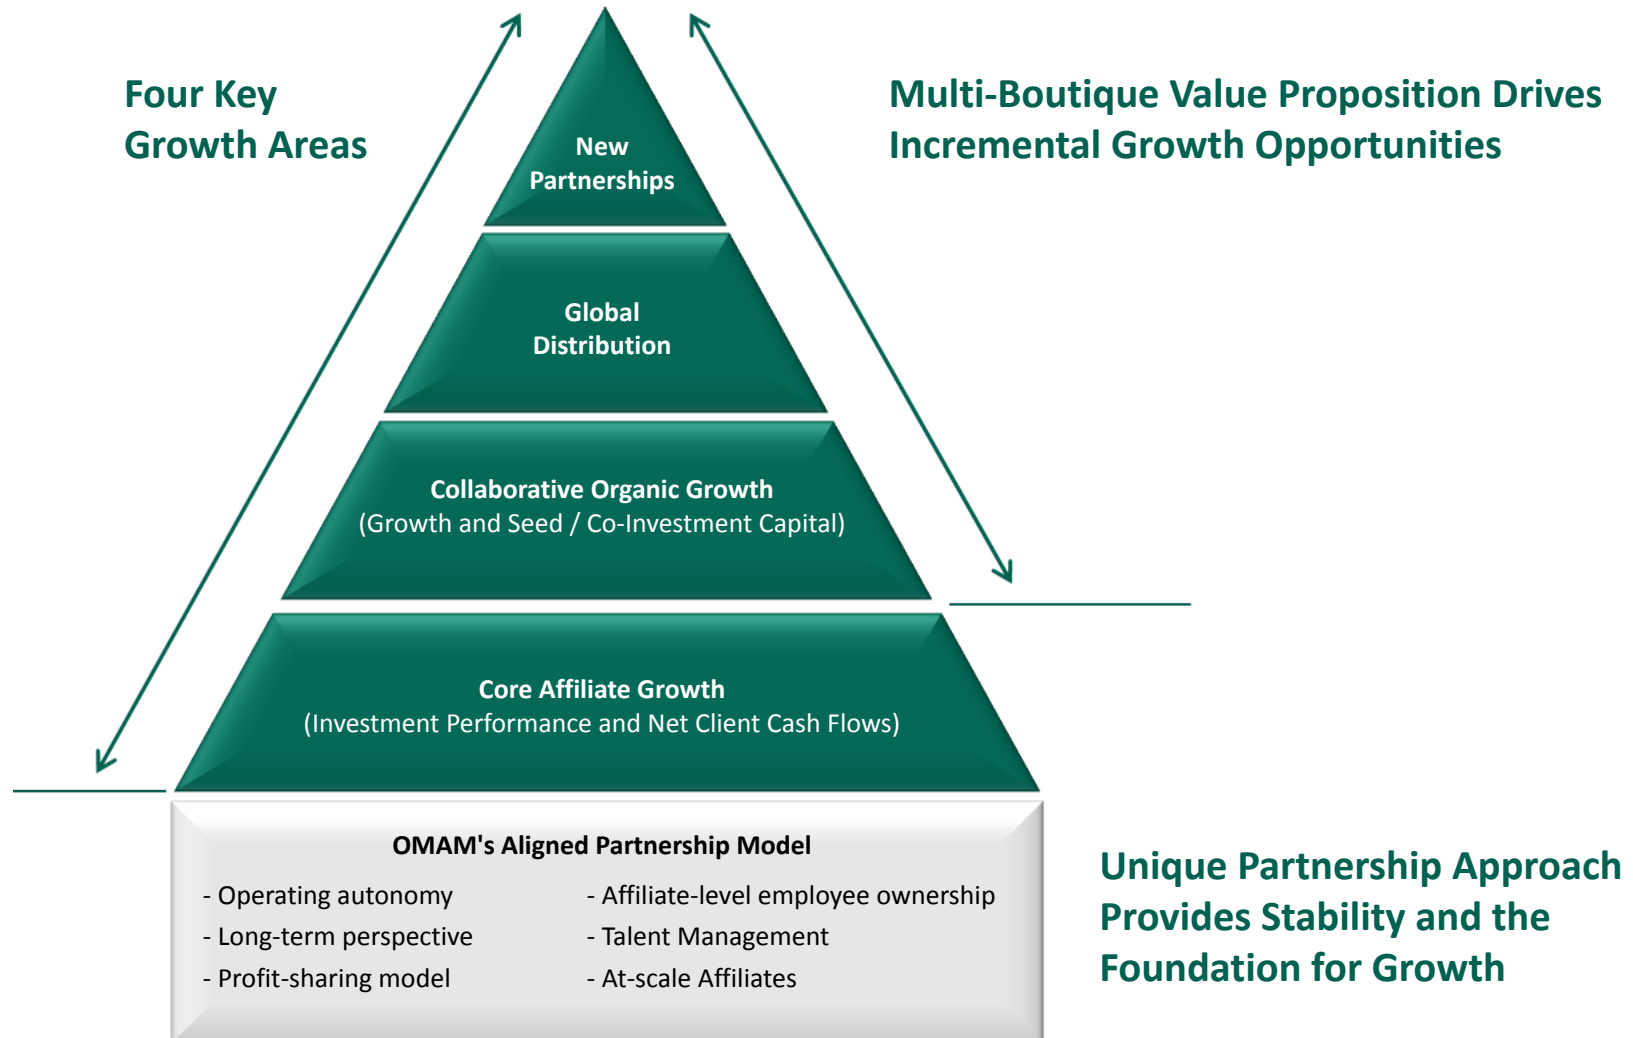 Four Key
Growth Areas
Multi-Boutique Value Proposition Drives
Incremental Growth Opportunities
New
Partnerships
Global
Distribution
Collaborative Organic Growth
(Growth and Seed / Co-Investment Capital)
Core Affiliate Growth
(Investment Performance and Net Client Cash Flows)
OMAM's Aligned Partnership Model
- Operating autonomy
- Long-term perspective
- Profit-sharing model
- Affiliate-level employee ownership
- Talent Management
- At-scale Affiliates
Unique Partnership Approach
Provides Stability and the
Foundation for Growth